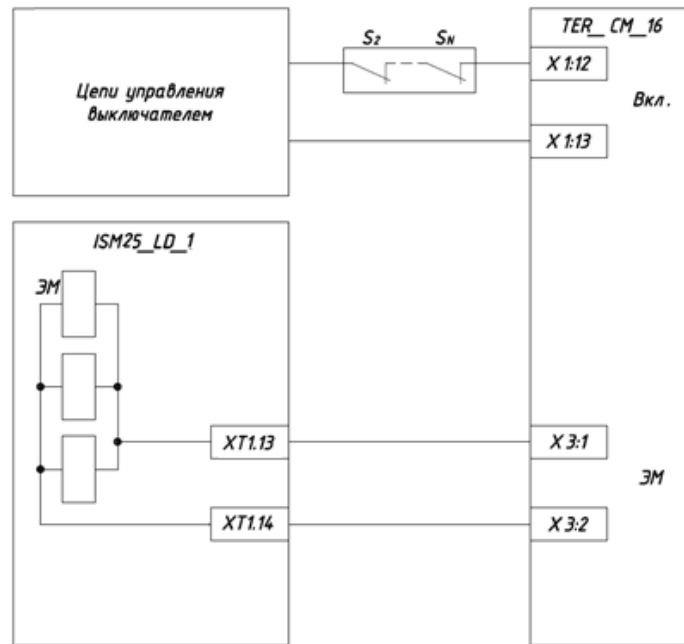 TER_CM_16
S2 SN
X 1:12
Цепи управления
выключателем
Вкл.
X 1:13
ISM25_LD_1
ЭМ
XT1.13
X 3:1
ЭМ
XT1.14
X 3:2